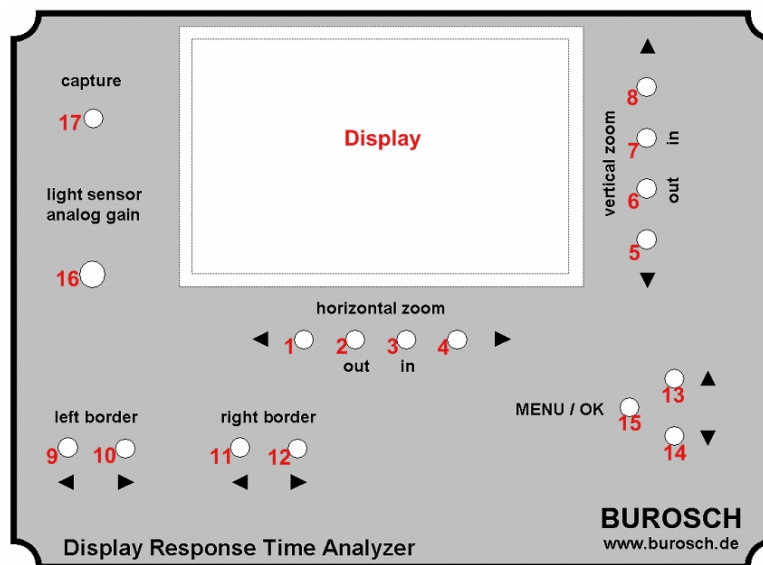 capture
17
light sensor
analog gain
16
Display
8
7
6
5
vertical zoom
in
out
horizontal zoom
1
2
3
4
out
in
left border
right border
9
10
11
12
MENU / OK
13
15
14
Display Response Time Analyzer
BUROSCH
www.burosch.de